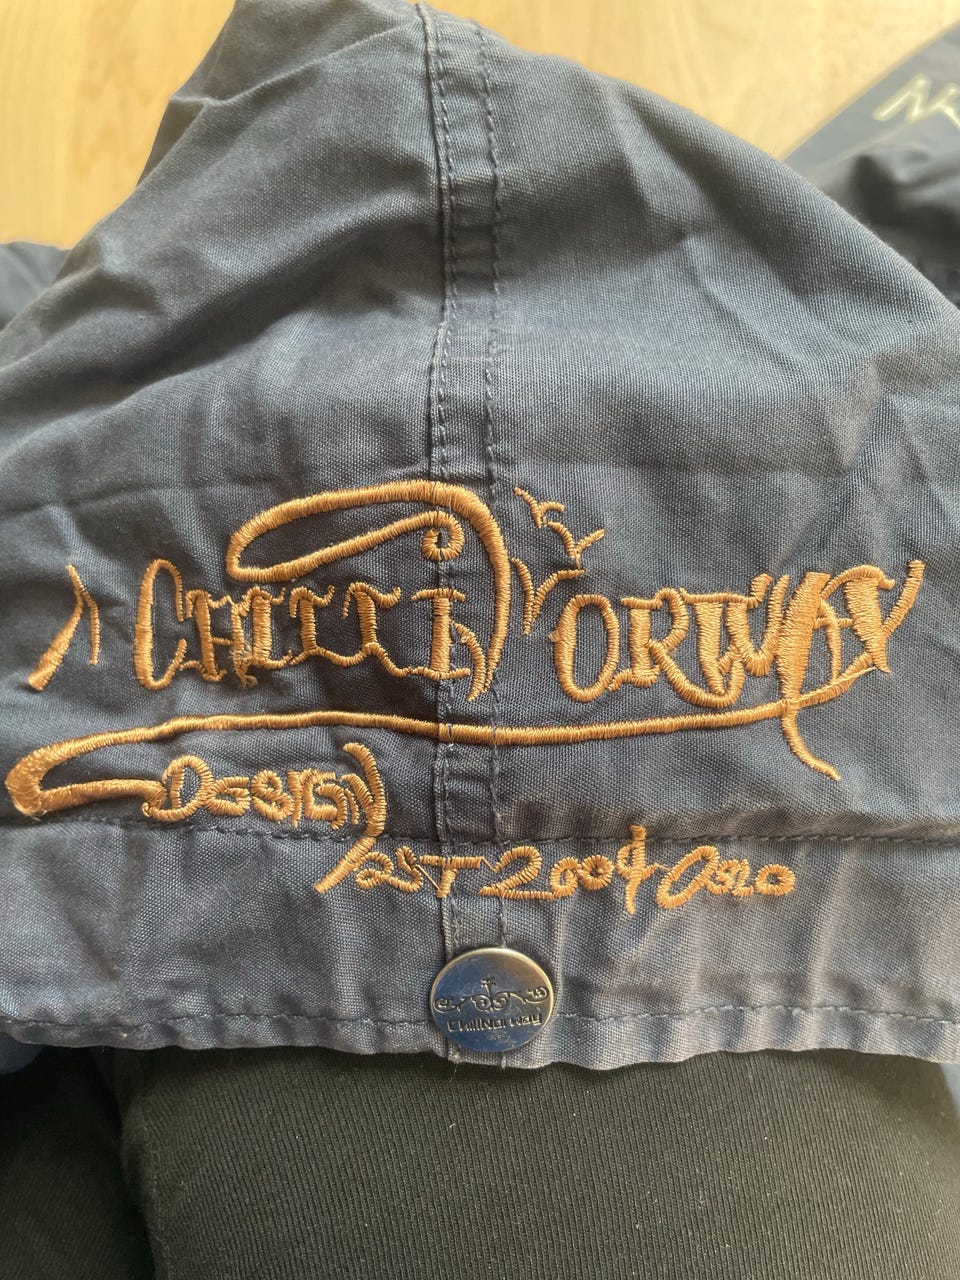 A CHILLNORWAY
DESIGN
EST 2004 OSLO
CHILLNORWAY